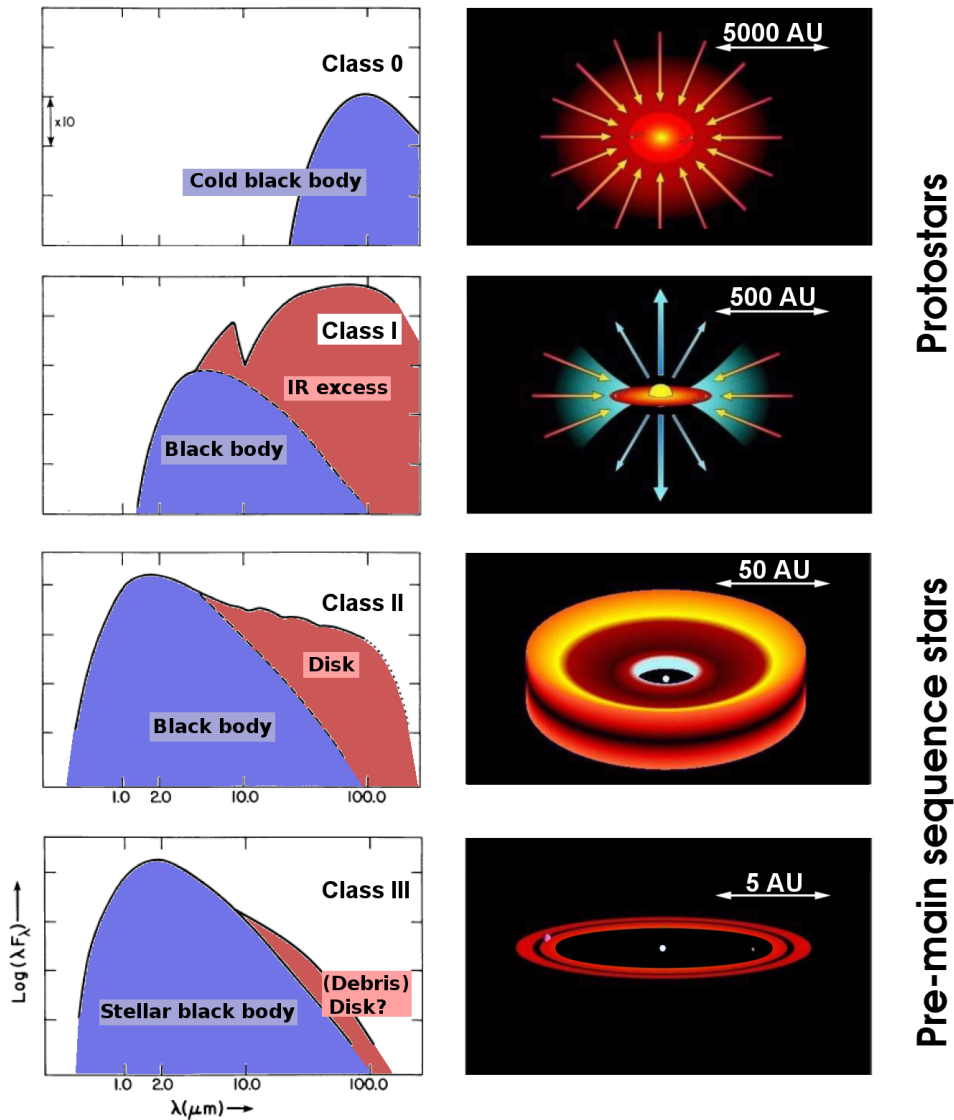 Class 0
x10
Cold black body
5000 AU
Protostars
Class I
IR excess
Black body
500 AU
Class II
Disk
Black body
1.0 2.0 10.0 100.0
50 AU
Pre-main sequence stars
Class III
(Debris)
Disk?
Stellar black body
Log (λFλ)
1.0 2.0 10.0 100.0
λ(μm)
5 AU